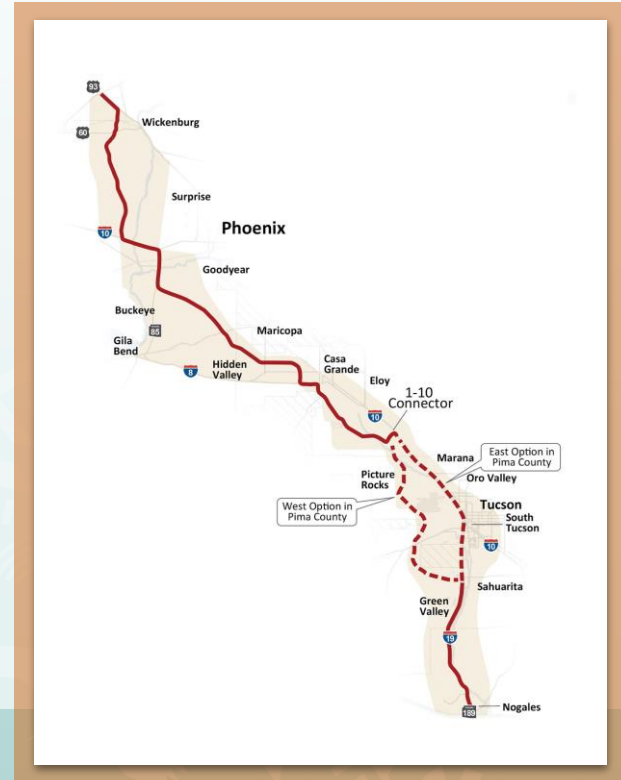 93
Wickenburg
60
Surprise
Phoenix
10
Goodyear
Buckeye
85
Maricopa
Gila
Bend
Hidden
Valley
8
Casa
Grande
Eloy
1-10
Connector
10
Marana
East Option in
Pima County
Oro Valley
Picture
Rocks
West Option in
Pima County
Tucson
South
Tucson
10
Sahuarita
Green
Valley
19
Nogales
189